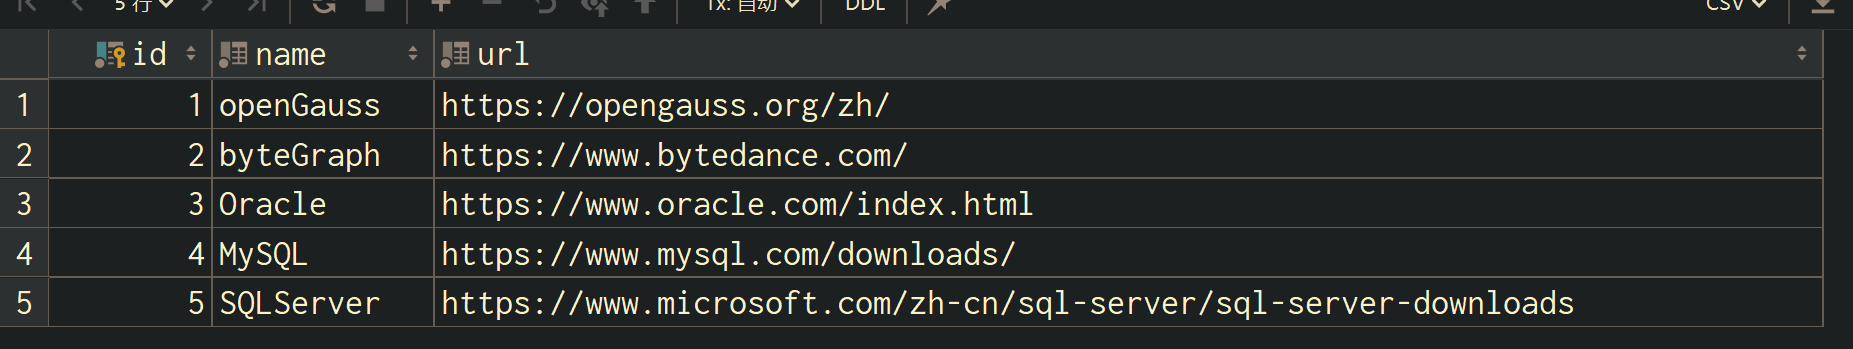 5 行 Tx: 自动 DDL CSV
id name url
1 1 openGauss https://opengauss.org/zh/
2 2 byteGraph https://www.bytedance.com/
3 3 Oracle https://www.oracle.com/index.html
4 4 MySQL https://www.mysql.com/downloads/
5 5 SQLServer https://www.microsoft.com/zh-cn/sql-server/sql-server-downloads